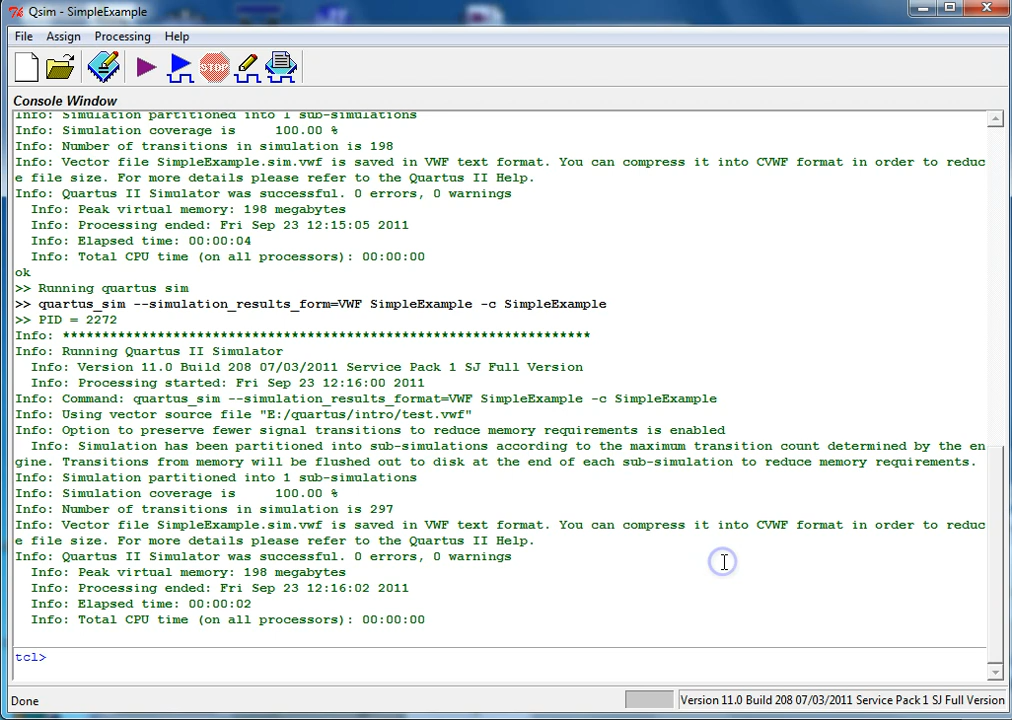 Qsim - SimpleExample
File Assign Processing Help
STOP
Console Window
Info: Simulation partitioned into 1 sub-simulations
Info: Simulation coverage is     100.00 %
Info: Number of transitions in simulation is 198
Info: Vector file SimpleExample.sim.vwf is saved in VWF text format. You can compress it into CVWF format in order to reduc
e file size. For more details please refer to the Quartus II Help.
Info: Quartus II Simulator was successful. 0 errors, 0 warnings
Info: Peak virtual memory: 198 megabytes
Info: Processing ended: Fri Sep 23 12:15:05 2011
Info: Elapsed time: 00:00:04
Info: Total CPU time (on all processors): 00:00:00
ok
>> Running quartus sim
>> quartus_sim --simulation_results_form=VWF SimpleExample -c SimpleExample
>> PID = 2272
Info: *******************************************************************
Info: Running Quartus II Simulator
Info: Version 11.0 Build 208 07/03/2011 Service Pack 1 SJ Full Version
Info: Processing started: Fri Sep 23 12:16:00 2011
Info: Command: quartus_sim --simulation_results_format=VWF SimpleExample -c SimpleExample
Info: Using vector source file "E:/quartus/intro/test.vwf"
Info: Option to preserve fewer signal transitions to reduce memory requirements is enabled
Info: Simulation has been partitioned into sub-simulations according to the maximum transition count determined by the en
gine. Transitions from memory will be flushed out to disk at the end of each sub-simulation to reduce memory requirements.
Info: Simulation partitioned into 1 sub-simulations
Info: Simulation coverage is     100.00 %
Info: Number of transitions in simulation is 297
Info: Vector file SimpleExample.sim.vwf is saved in VWF text format. You can compress it into CVWF format in order to reduc
e file size. For more details please refer to the Quartus II Help.
Info: Quartus II Simulator was successful. 0 errors, 0 warnings
Info: Peak virtual memory: 198 megabytes
Info: Processing ended: Fri Sep 23 12:16:02 2011
Info: Elapsed time: 00:00:02
Info: Total CPU time (on all processors): 00:00:00
tcl>
Done
Version 11.0 Build 208 07/03/2011 Service Pack 1 SJ Full Version